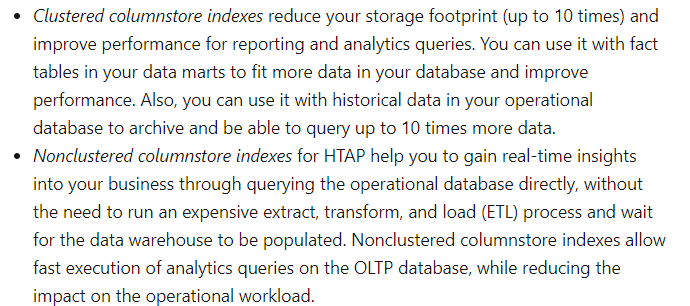 • Clustered columnstore indexes reduce your storage footprint (up to 10 times) and
improve performance for reporting and analytics queries. You can use it with fact
tables in your data marts to fit more data in your database and improve
performance. Also, you can use it with historical data in your operational
database to archive and be able to query up to 10 times more data.
• Nonclustered columnstore indexes for HTAP help you to gain real-time insights
into your business through querying the operational database directly, without
the need to run an expensive extract, transform, and load (ETL) process and wait
for the data warehouse to be populated. Nonclustered columnstore indexes allow
fast execution of analytics queries on the OLTP database, while reducing the
impact on the operational workload.